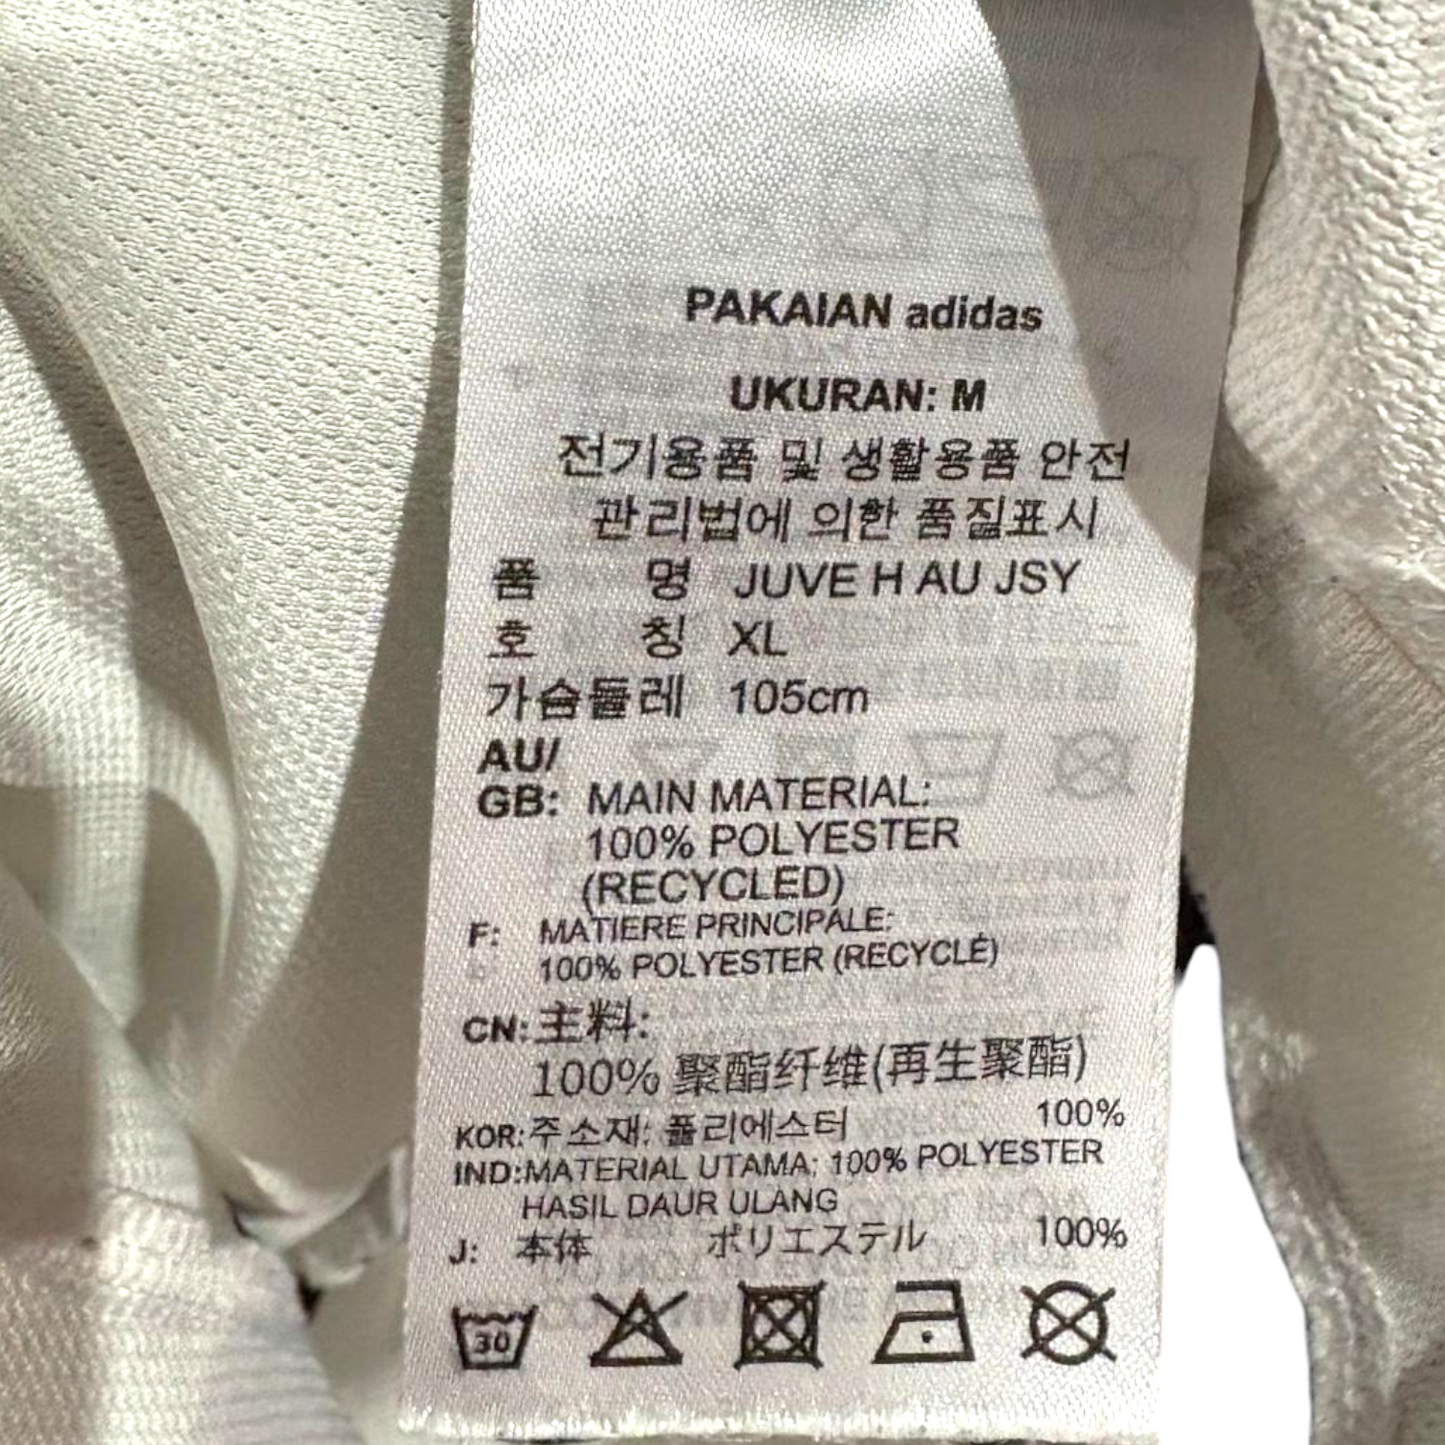 PAKAIAN adidas
UKURAN: M
전기용품 및 생활용품 안전
관리법에 의한 품질표시
품 명 JUVE H AU JSY
호 칭 XL
가슴둘레 105cm
AU/
GB: MAIN MATERIAL:
100% POLYESTER
(RECYCLED)
F: MATIERE PRINCIPALE:
100% POLYESTER (RECYCLÉ)
CN: 主料:
100% 聚酯纤维(再生聚酯)
KOR: 주소재: 폴리에스터 100%
IND: MATERIAL UTAMA: 100% POLYESTER
HASIL DAUR ULANG
J: 本体 ポリエステル 100%
30